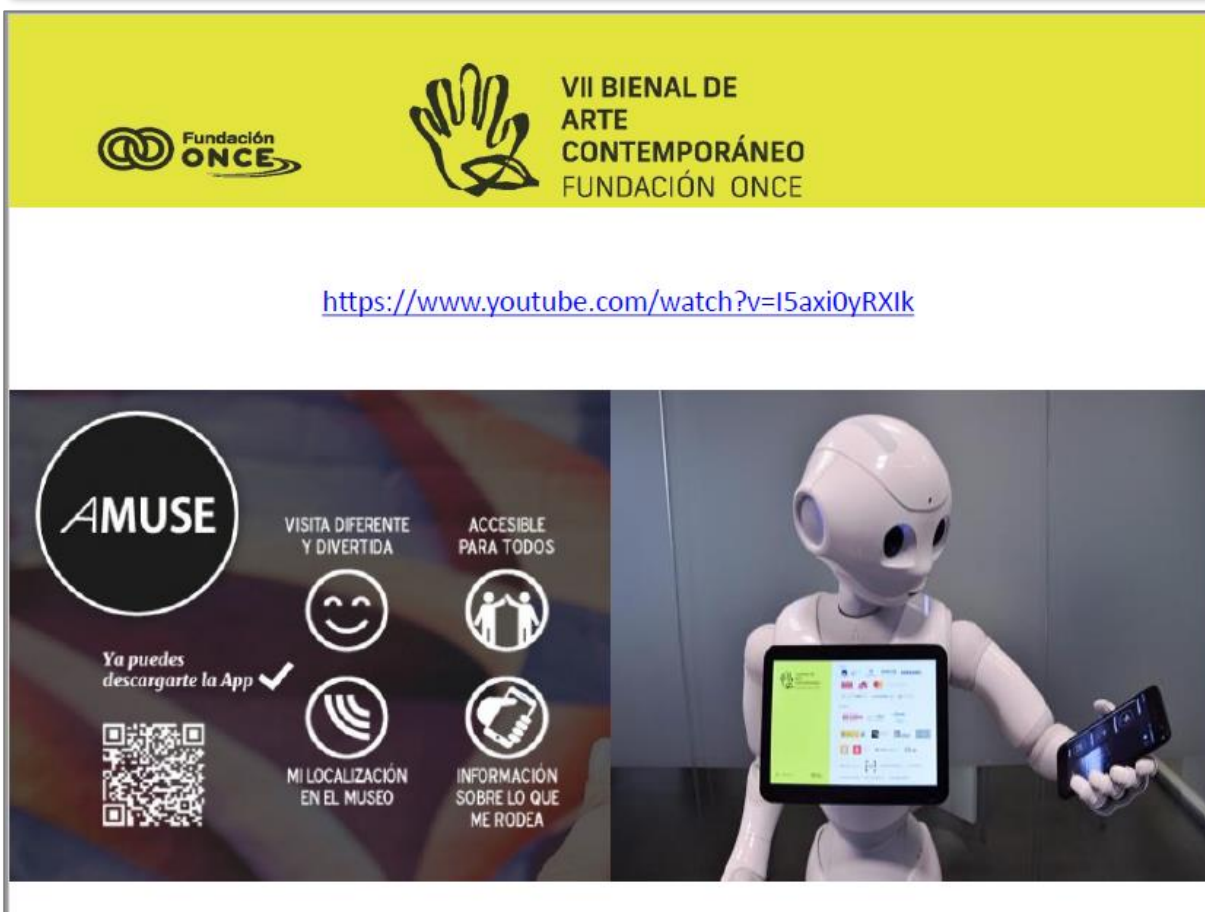 Fundación
ONCE
VII BIENAL DE
ARTE
CONTEMPORÁNEO
FUNDACIÓN ONCE
https://www.youtube.com/watch?v=I5axi0yRXIk
AMUSE
VISITA DIFERENTE
Y DIVERTIDA
ACCESIBLE
PARA TODOS
Ya puedes
descargarte la App
MI LOCALIZACIÓN
EN EL MUSEO
INFORMACIÓN
SOBRE LO QUE
ME RODEA